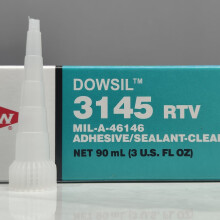 DOWSIL™
3145 RTV
MIL-A-46146
ADHESIVE/SEALANT-CLEAR
NET 90 mL (3 U.S. FL OZ)